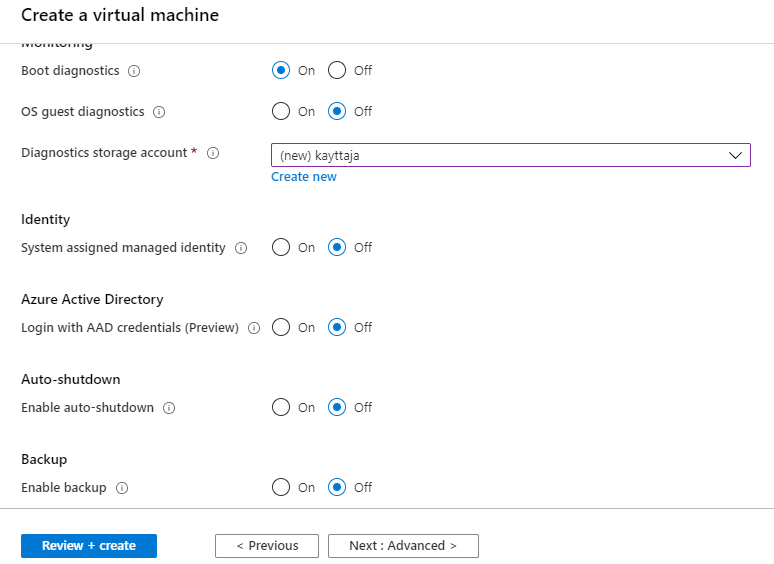 Create a virtual machine
Monitoring
Boot diagnostics On Off
OS guest diagnostics On Off
Diagnostics storage account * (new) kayttaja
Create new
Identity
System assigned managed identity On Off
Azure Active Directory
Login with AAD credentials (Preview) On Off
Auto-shutdown
Enable auto-shutdown On Off
Backup
Enable backup On Off
Review + create < Previous Next : Advanced >